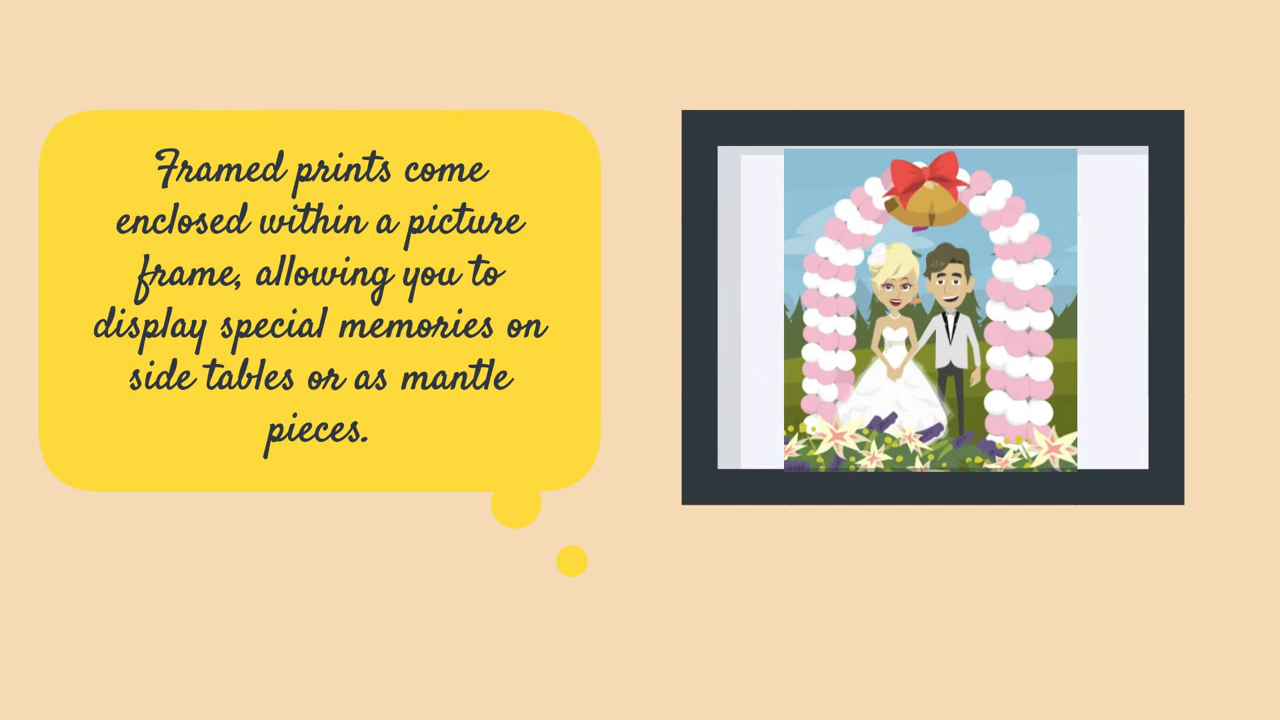 Framed prints come
enclosed within a picture
frame, allowing you to
display special memories on
side tables or as mantle
pieces.